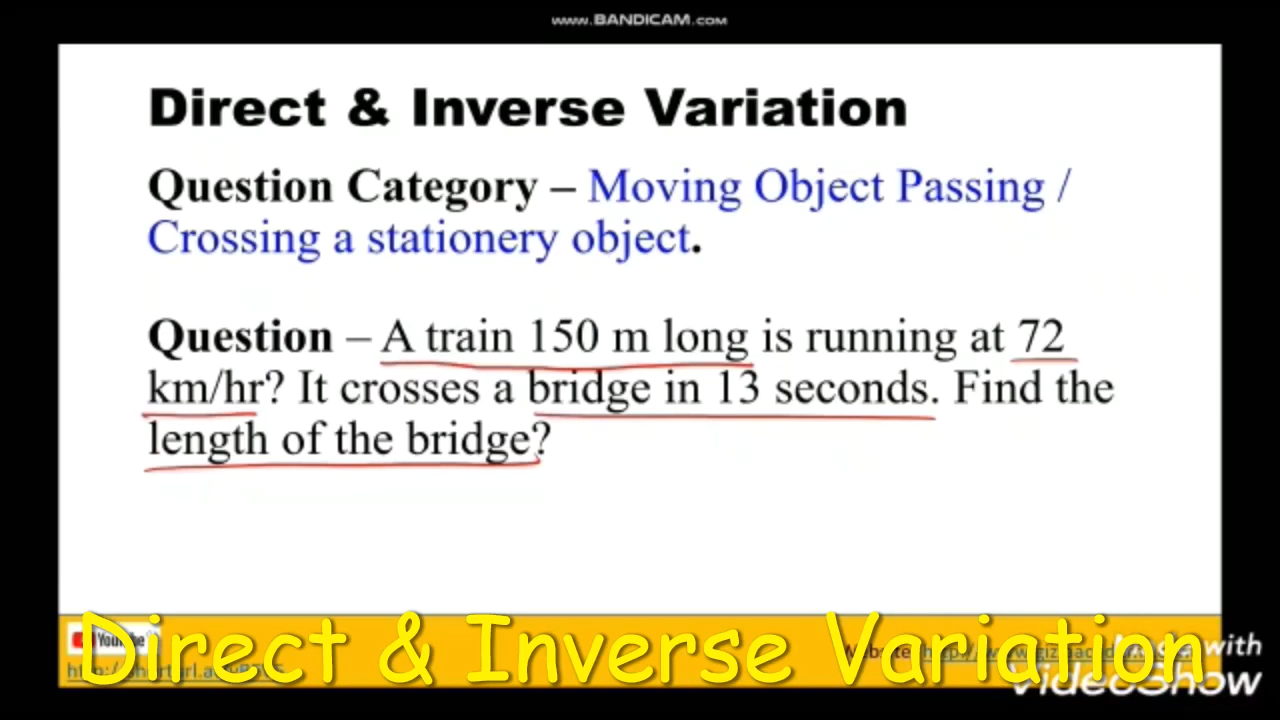 www.BANDICAM.com
Direct & Inverse Variation
Question Category – Moving Object Passing /
Crossing a stationery object.
Question – A train 150 m long is running at 72
km/hr? It crosses a bridge in 13 seconds. Find the
length of the bridge?
Direct & Inverse Variation
YouTube
with
VideoShow